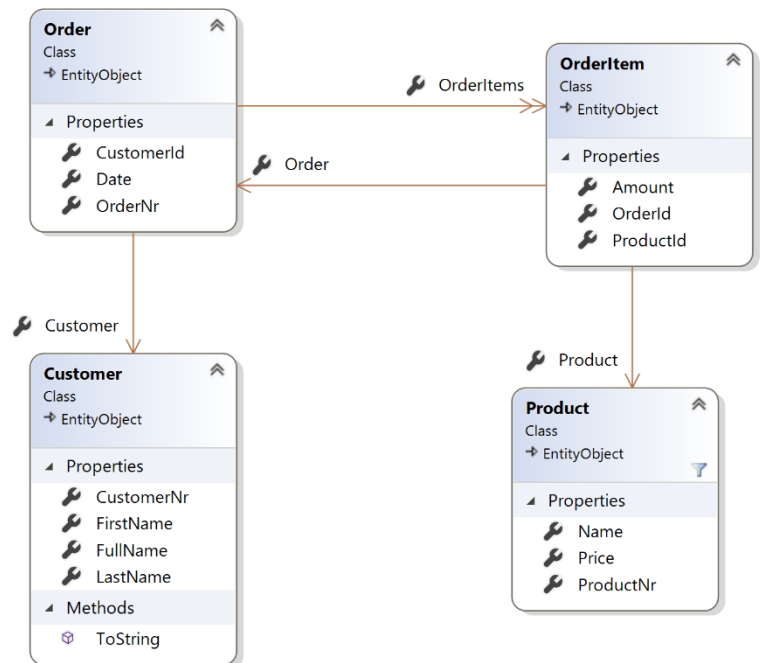 Order
Class
EntityObject
Properties
CustomerId
Date
OrderNr
OrderItems
Order
OrderItem
Class
EntityObject
Properties
Amount
OrderId
ProductId
Customer
Customer
Class
EntityObject
Properties
CustomerNr
FirstName
FullName
LastName
Methods
ToString
Product
Product
Class
EntityObject
Properties
Name
Price
ProductNr